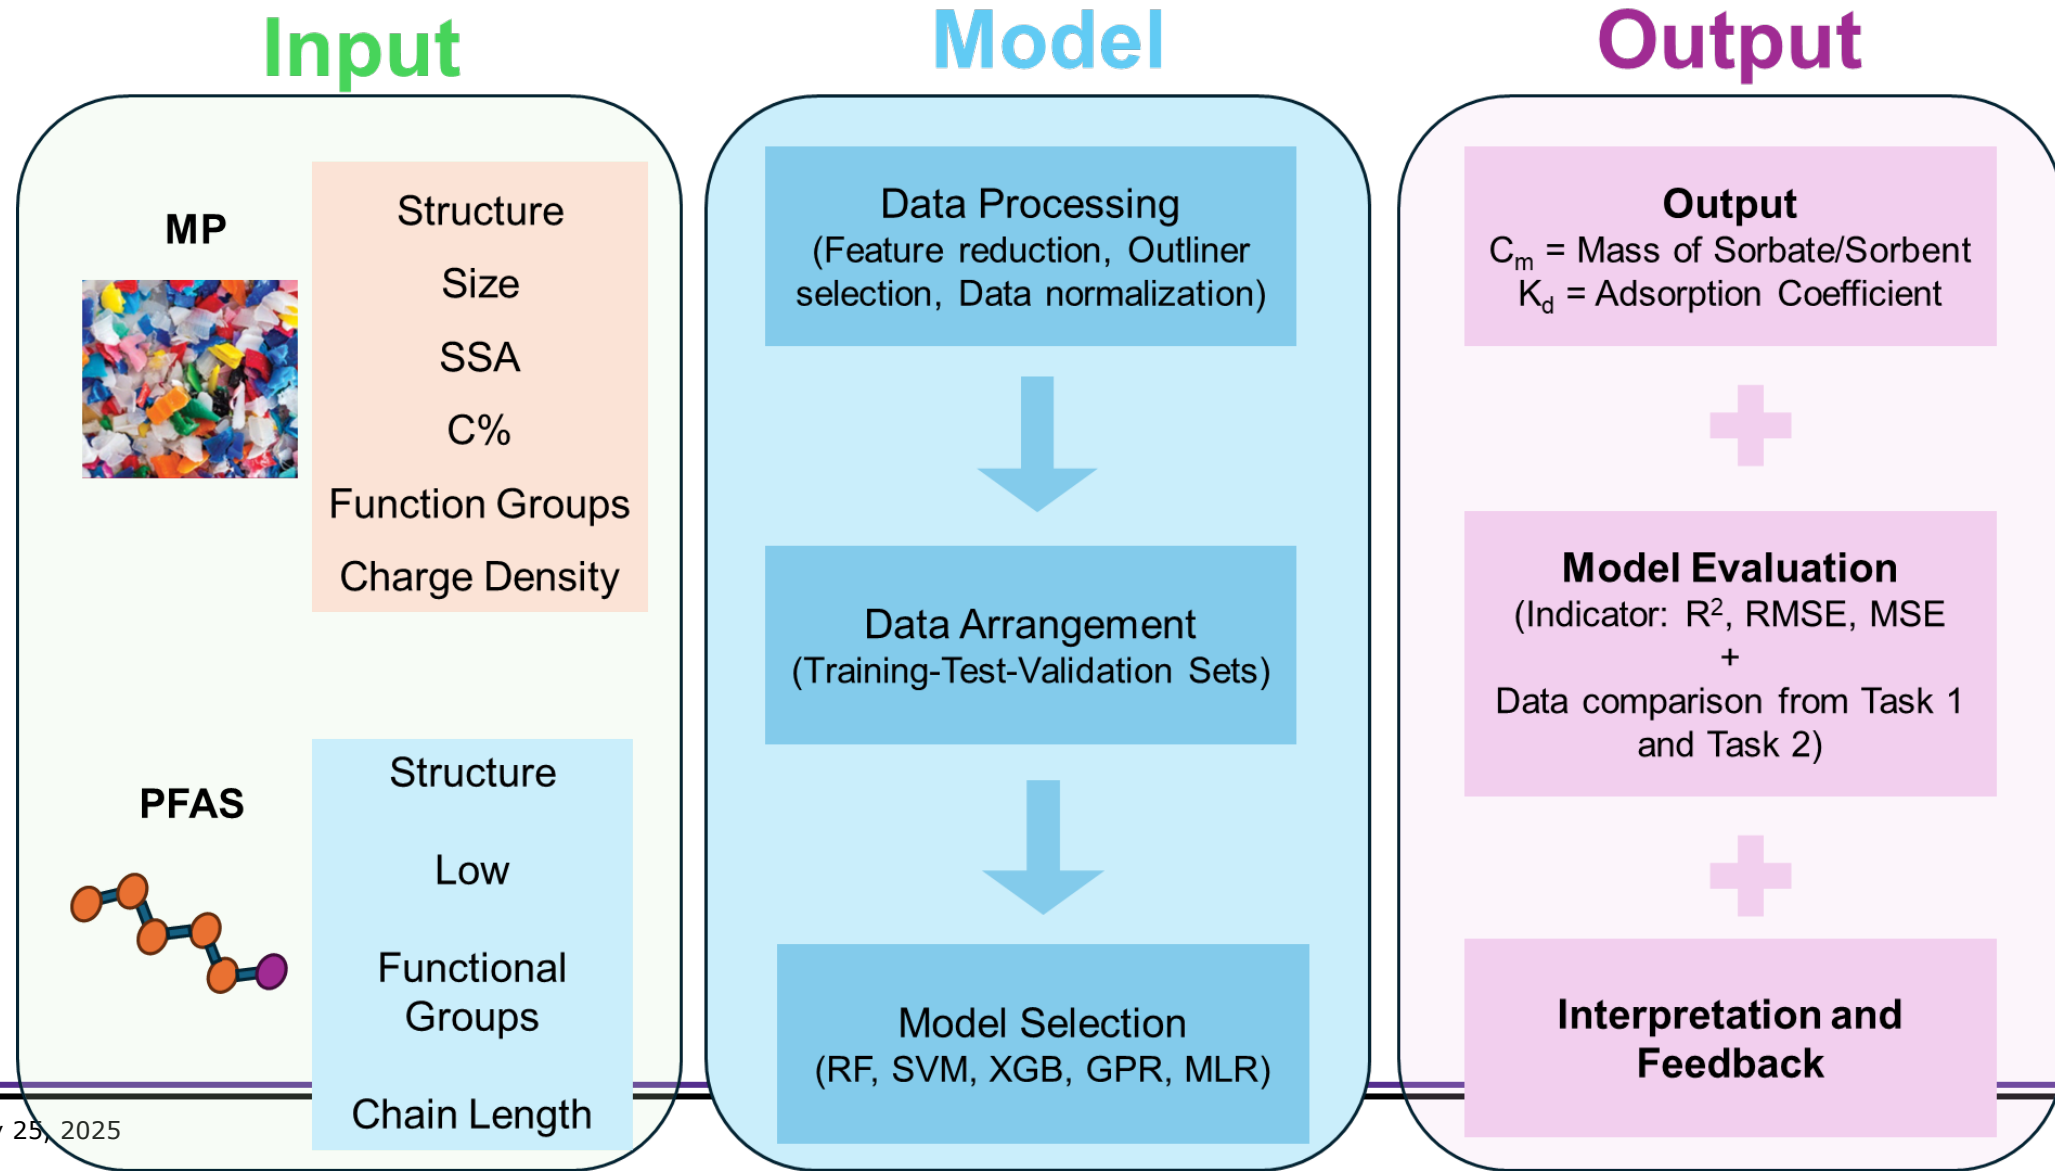 Input
MP
Structure
Size
SSA
C%
Function Groups
Charge Density
PFAS
Structure
Low
Functional
Groups
Chain Length
Model
Data Processing
(Feature reduction, Outliner
selection, Data normalization)
Data Arrangement
(Training-Test-Validation Sets)
Model Selection
(RF, SVM, XGB, GPR, MLR)
Output
Output
Cₘ = Mass of Sorbate/Sorbent
K_d = Adsorption Coefficient
Model Evaluation
(Indicator: R², RMSE, MSE
+
Data comparison from Task 1
and Task 2)
Interpretation and
Feedback
25, 2025